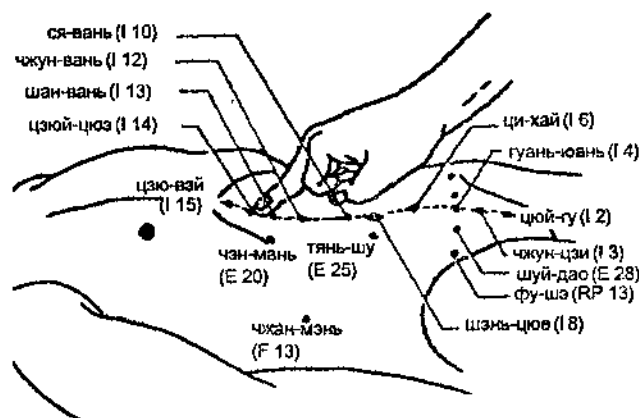 ся-вань (I 10)
чжун-вань (I 12)
шан-вань (I 13)
цзюй-цюэ (I 14)
цзю-вэй
(I 15)
чэн-мань
(E 20)
тянь-шу
(E 25)
чжан-мэнь
(F 13)
ци-хай (I 6)
гуань-юань (I 4)
цюй-гу (I 2)
чжун-цзи (I 3)
шуй-дао (E 28)
фу-шэ (RP 13)
шэнь-цюе (I 8)